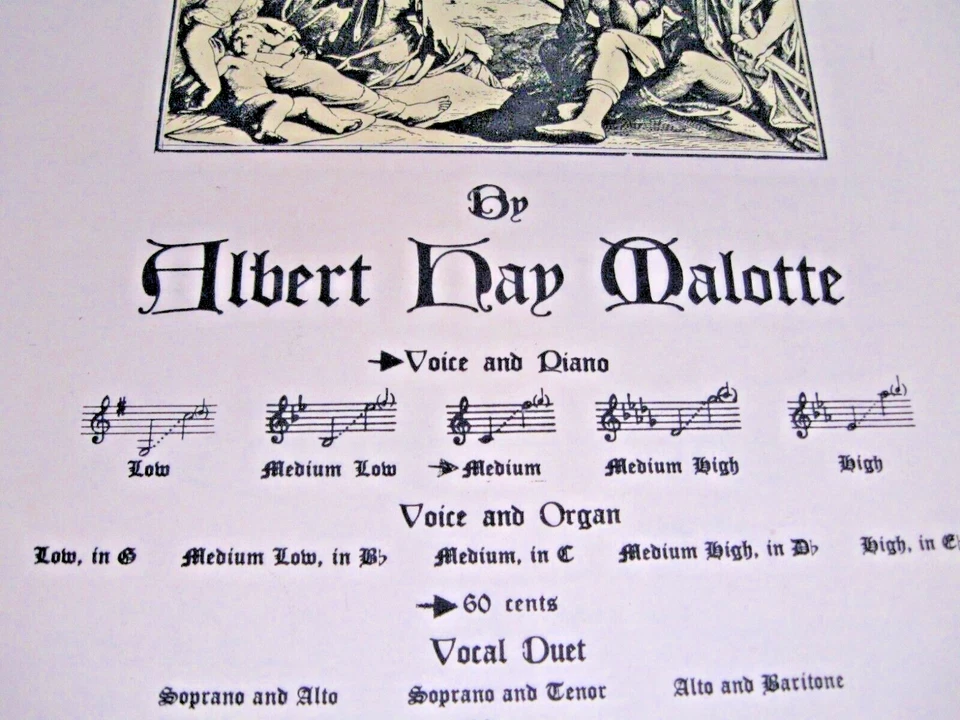 By
Albert Hay Malotte
Voice and Piano
Low Medium Low Medium Medium High High
Voice and Organ
Low, in G Medium Low, in B♭ Medium, in C Medium High, in D♭ High, in E♭
60 cents
Vocal Duet
Soprano and Alto Soprano and Tenor Alto and Baritone